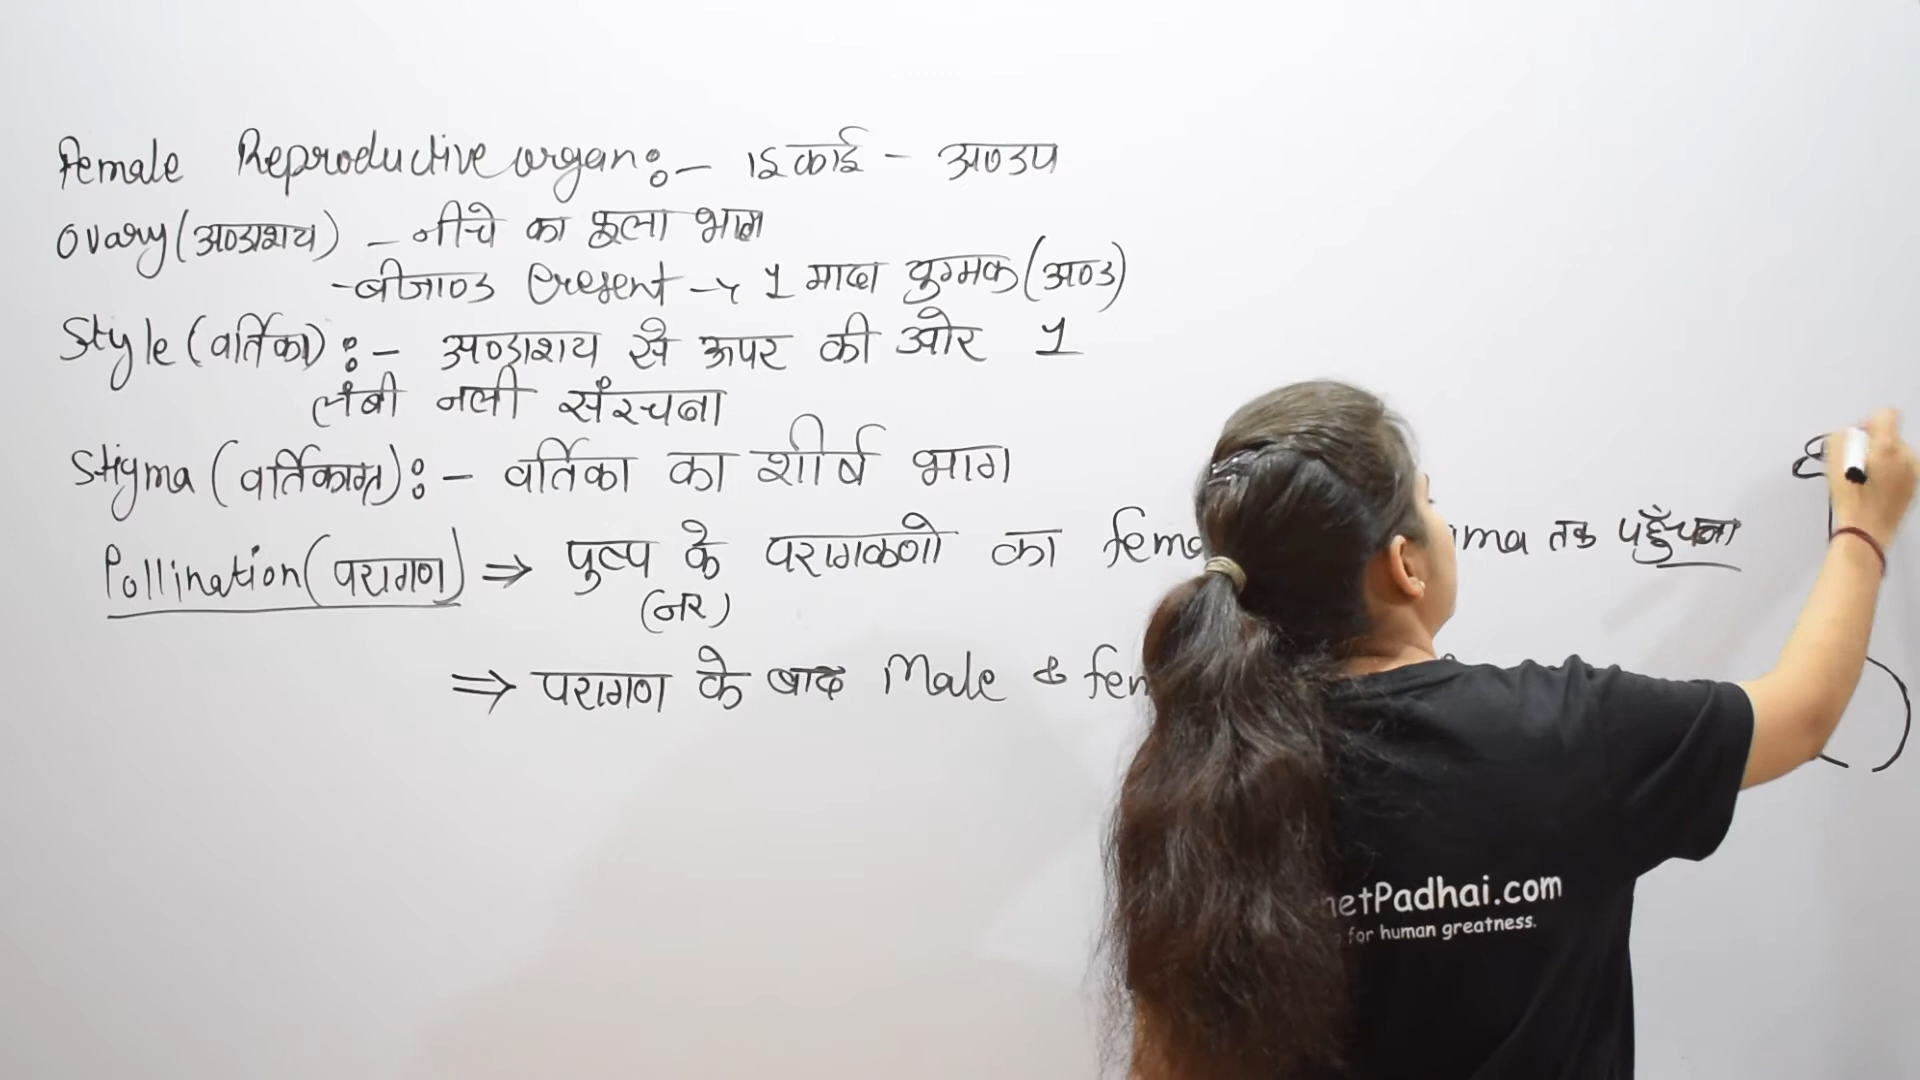 Female Reproductive organ:- इकाई - अण्डप
Ovary(अण्डाशय) - नीचे का फूला भाग
-बीजाण्ड Present → 1 मादा युग्मक(अण्ड)
Style(वर्तिका):- अण्डाशय से ऊपर की ओर 1
लंबी नली संरचना
Stigma(वर्तिकाग्र):- वर्तिका का शीर्ष भाग
Pollination(परागण) ⇒ पुष्प के परागकणो का fema ma तक पहुँचना
(नर)
⇒ परागण के बाद Male & fem
netPadhai.com
for human greatness.